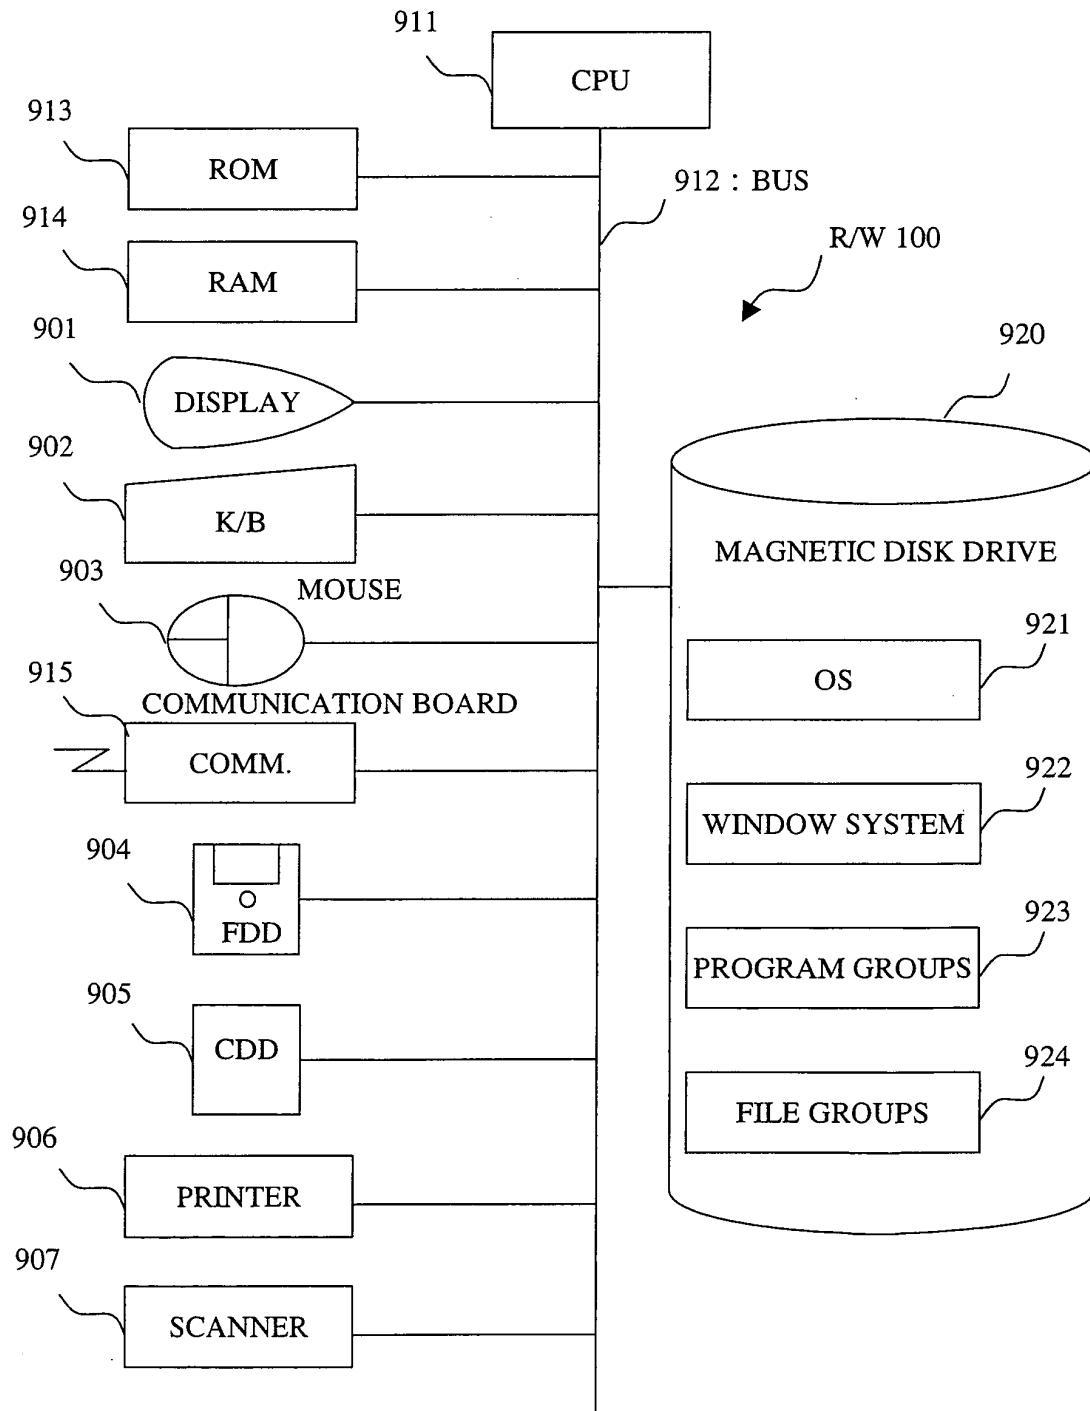 911
CPU
913
ROM
912 : BUS
914
RAM
R/W 100
901
DISPLAY
920
902
K/B
MAGNETIC DISK DRIVE
903
MOUSE
921
OS
915
COMMUNICATION BOARD
COMM.
922
WINDOW SYSTEM
904
FDD
923
PROGRAM GROUPS
905
CDD
924
FILE GROUPS
906
PRINTER
907
SCANNER